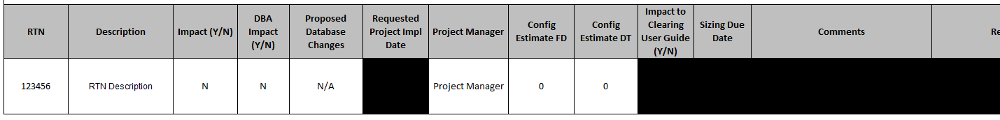 RTN
Description
Impact (Y/N)
DBA
Impact
(Y/N)
Proposed
Database
Changes
Requested
Project Impl
Date
Project Manager
Config
Estimate FD
Config
Estimate DT
Impact to
Clearing
User Guide
(Y/N)
Sizing Due
Date
Comments
Re
123456
RTN Description
N
N
N/A
Project Manager
0
0